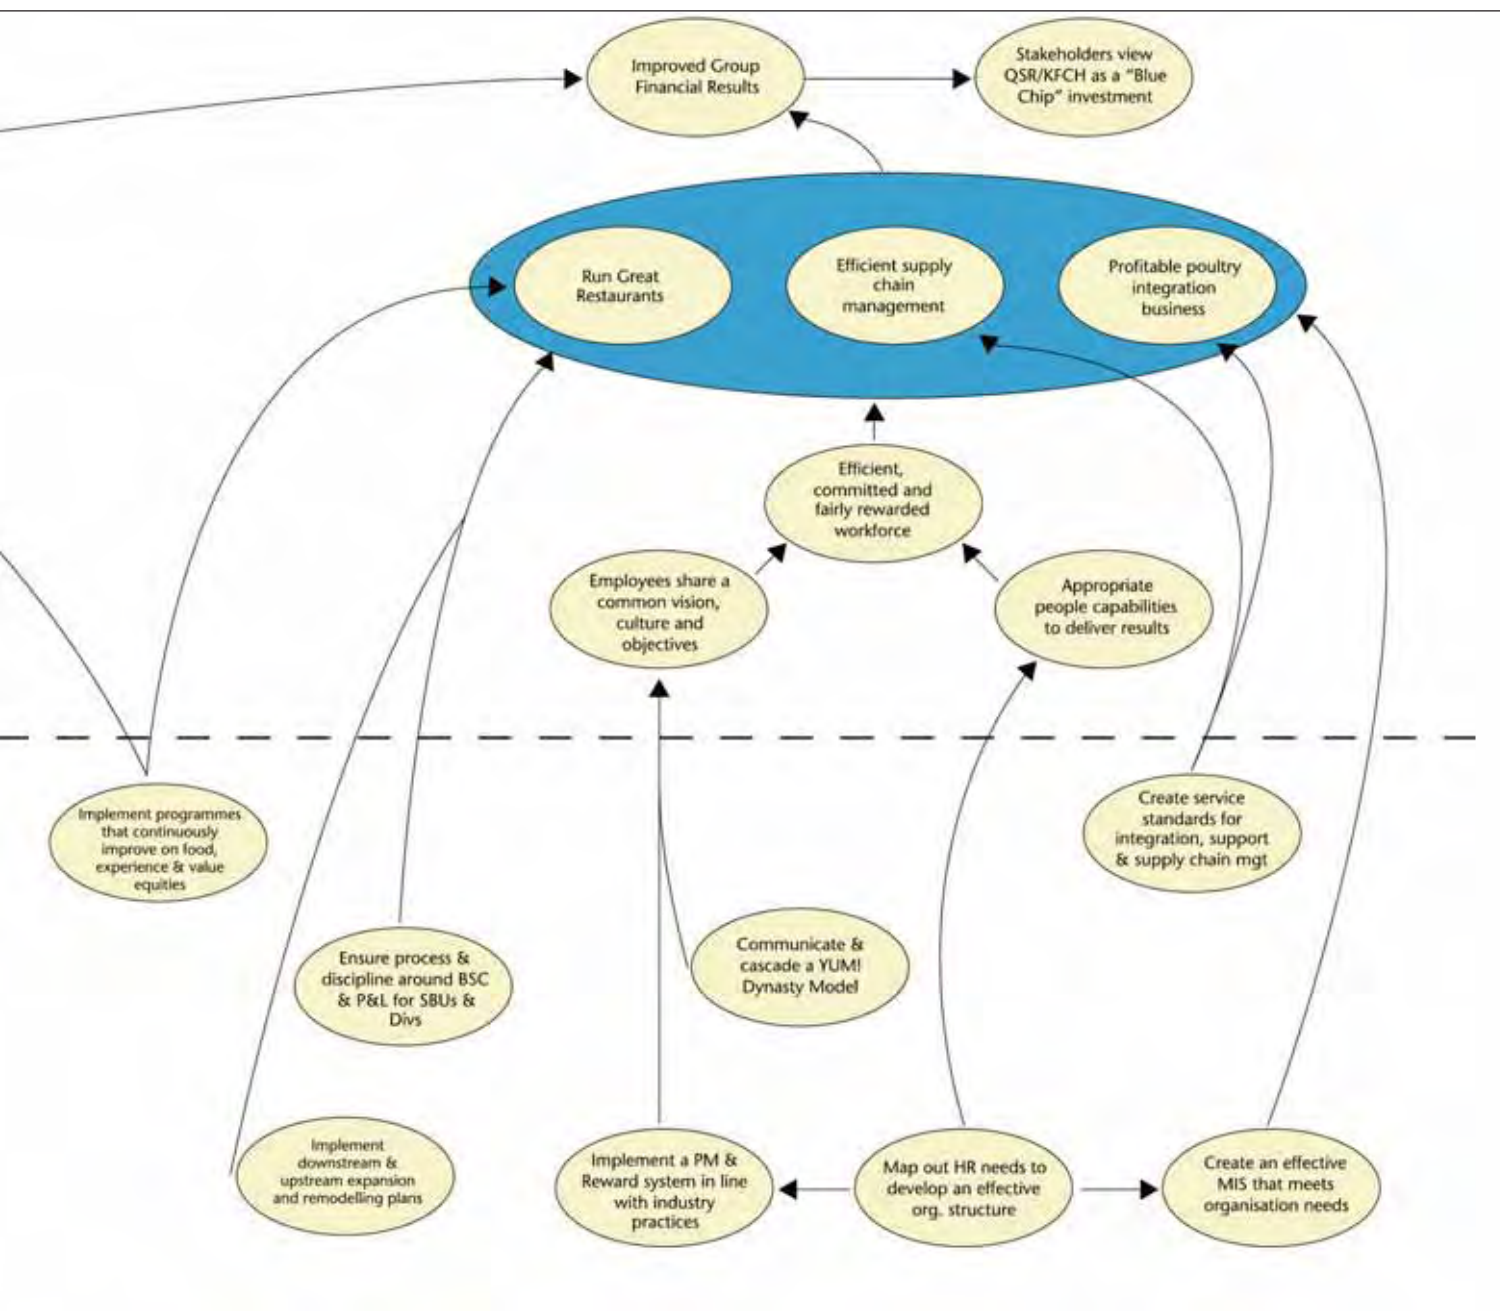 Improved Group
Financial Results
Stakeholders view
QSR/KFCH as a "Blue
Chip" investment
Run Great
Restaurants
Efficient supply
chain
management
Profitable poultry
integration
business
Efficient,
committed and
fairly rewarded
workforce
Employees share a
common vision,
culture and
objectives
Appropriate
people capabilities
to deliver results
Implement programmes
that continuously
improve on food,
experience & value
equities
Create service
standards for
integration, support
& supply chain mgt
Ensure process &
discipline around BSC
& P&L for SBUs &
Divs
Communicate &
cascade a YUM!
Dynasty Model
Implement
downstream &
upstream expansion
and remodelling plans
Implement a PM &
Reward system in line
with industry
practices
Map out HR needs to
develop an effective
org. structure
Create an effective
MIS that meets
organisation needs